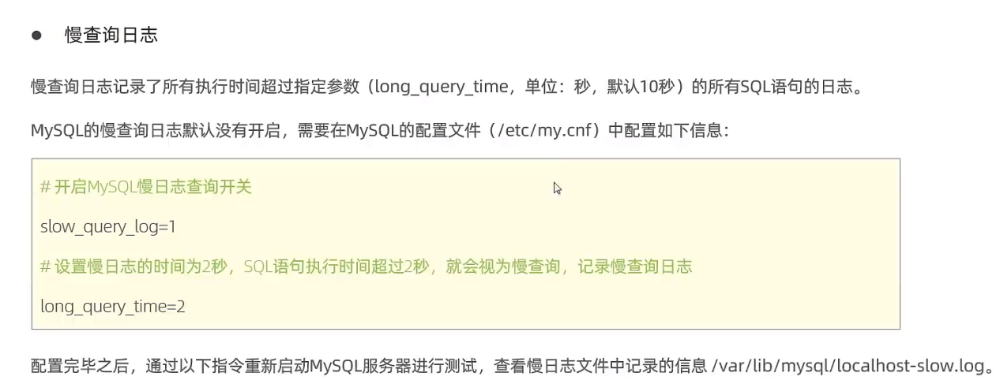 ● 慢查询日志
慢查询日志记录了所有执行时间超过指定参数（long_query_time，单位：秒，默认10秒）的所有SQL语句的日志。
MySQL的慢查询日志默认没有开启，需要在MySQL的配置文件（/etc/my.cnf）中配置如下信息：
# 开启MySQL慢日志查询开关
slow_query_log=1
# 设置慢日志的时间为2秒，SQL语句执行时间超过2秒，就会视为慢查询，记录慢查询日志
long_query_time=2
配置完毕之后，通过以下指令重新启动MySQL服务器进行测试，查看慢日志文件中记录的信息 /var/lib/mysql/localhost-slow.log。